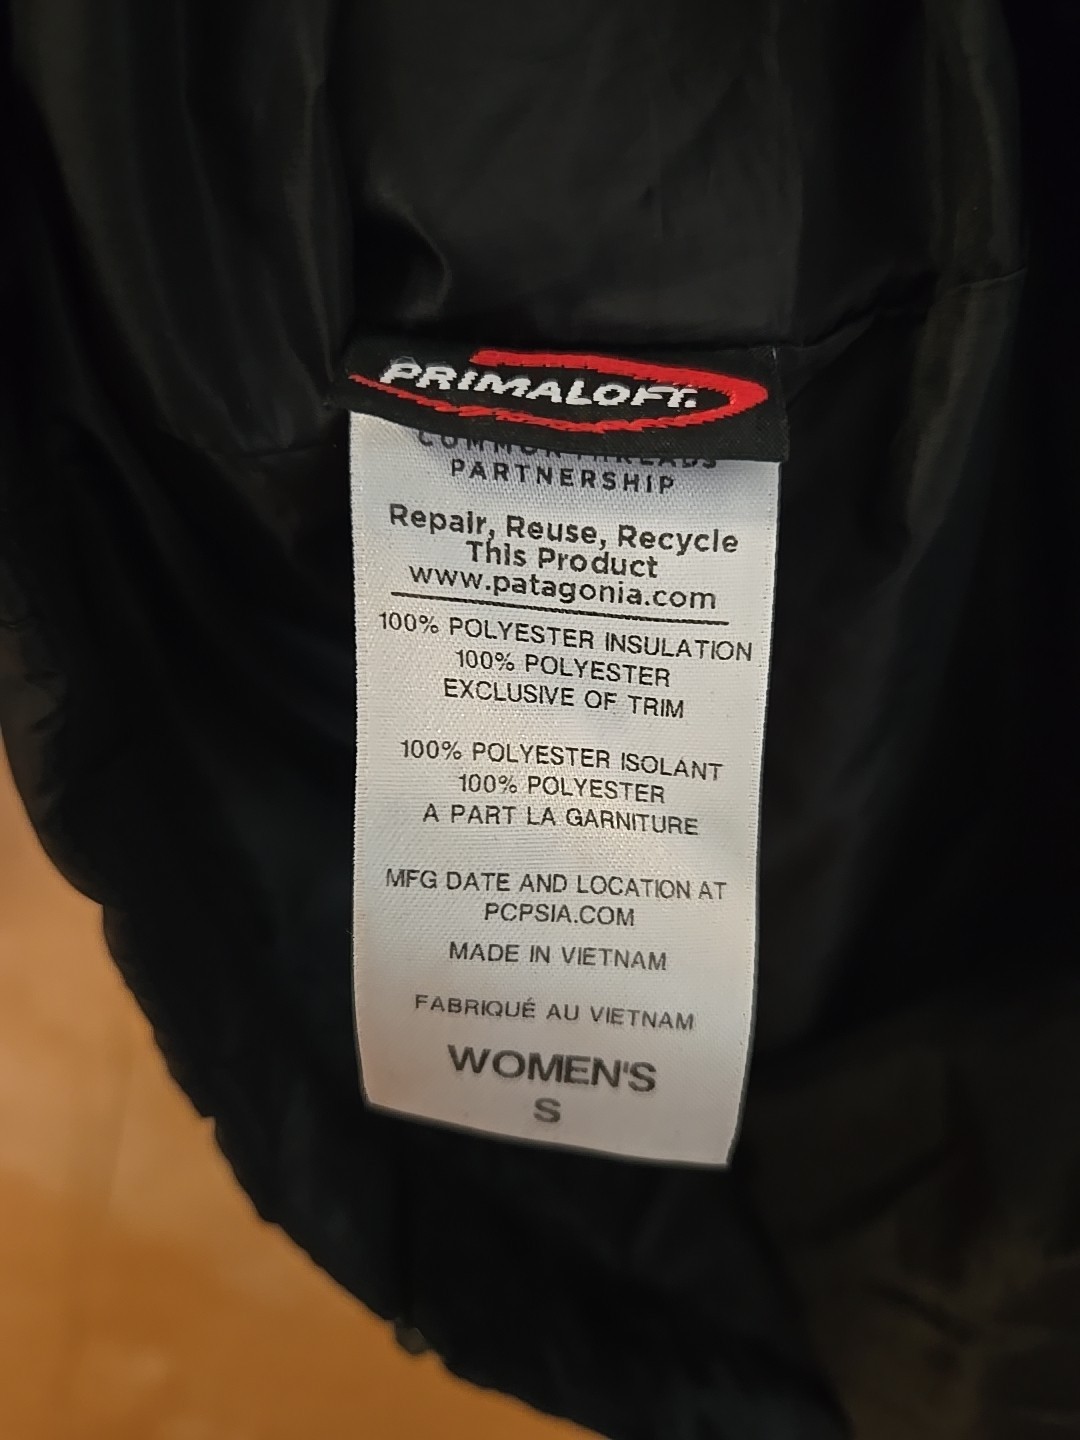 PRIMALOFT.
COMMON THREADS
PARTNERSHIP
Repair, Reuse, Recycle
This Product
www.patagonia.com
100% POLYESTER INSULATION
100% POLYESTER
EXCLUSIVE OF TRIM
100% POLYESTER ISOLANT
100% POLYESTER
A PART LA GARNITURE
MFG DATE AND LOCATION AT
PCPSIA.COM
MADE IN VIETNAM
FABRIQUÉ AU VIETNAM
WOMEN'S
S